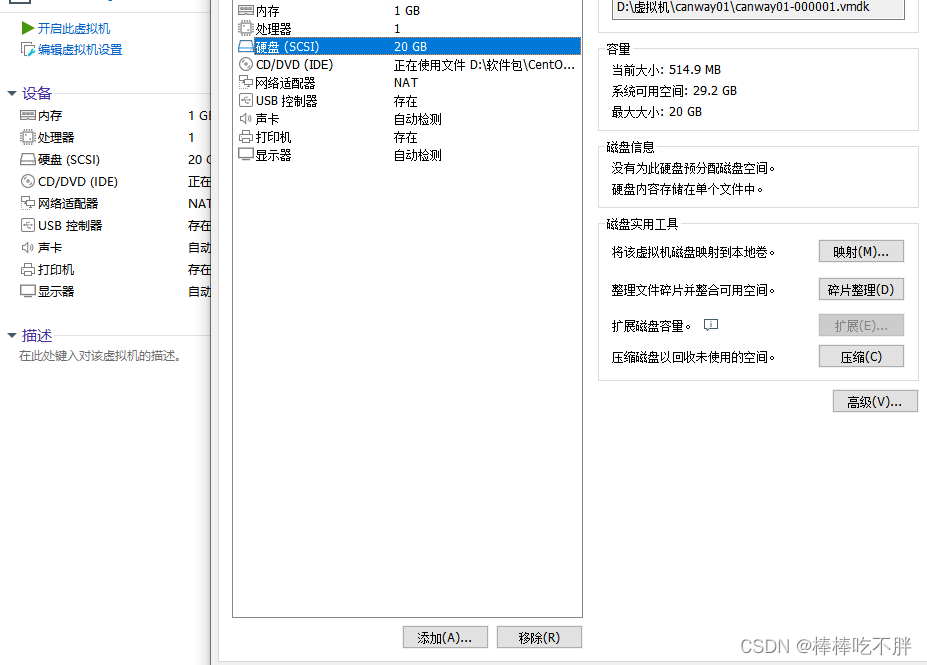 开启此虚拟机
编辑虚拟机设置
设备
内存 1 GI
处理器 1
硬盘 (SCSI) 20 G
CD/DVD (IDE) 正在
网络适配器 NAT
USB 控制器 存在
声卡 自动
打印机 存在
显示器 自动
描述
在此处键入对该虚拟机的描述。
内存 1 GB
处理器 1
硬盘 (SCSI) 20 GB
CD/DVD (IDE) 正在使用文件 D:\软件包\CentO...
网络适配器 NAT
USB 控制器 存在
声卡 自动检测
打印机 存在
显示器 自动检测
添加(A)... 移除(R)
D:\虚拟机\canway01\canway01-000001.vmdk
容量
当前大小: 514.9 MB
系统可用空间: 29.2 GB
最大大小: 20 GB
磁盘信息
没有为此硬盘预分配磁盘空间。
硬盘内容存储在单个文件中。
磁盘实用工具
将该虚拟机磁盘映射到本地卷。 映射(M)...
整理文件碎片并整合可用空间。 碎片整理(D)
扩展磁盘容量。 扩展(E)...
压缩磁盘以回收未使用的空间。 压缩(C)
高级(V)...
CSDN @棒棒吃不胖